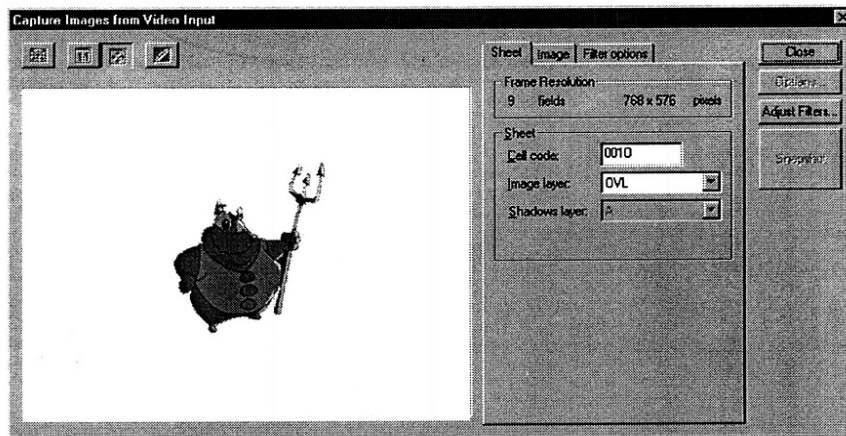 Capture Images from Video Input
Sheet Image Filter options
Close
Options...
Adjust Filters...
Snapshot
Frame Resolution
9 fields 768 x 576 pixels
Sheet
Cell code: 0010
Image layer: OVL
Shadows layer: A